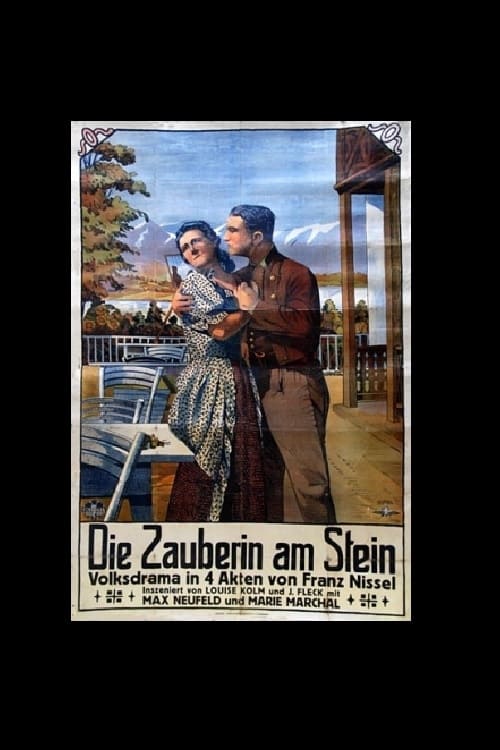 Die Zauberin am Stein
Volksdrama in 4 Akten von Franz Nissel
Inszeniert von LOUISE KOLM und J. FLECK mit
MAX NEUFELD und MARIE MARCHAL